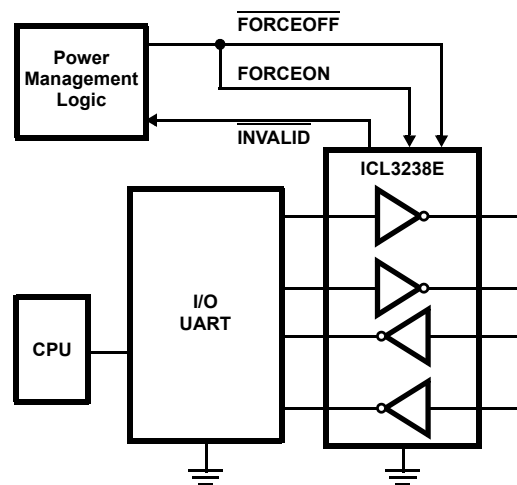 FORCEOFF
Power
Management
Logic
FORCEON
INVALID
ICL3238E
I/O
UART
CPU